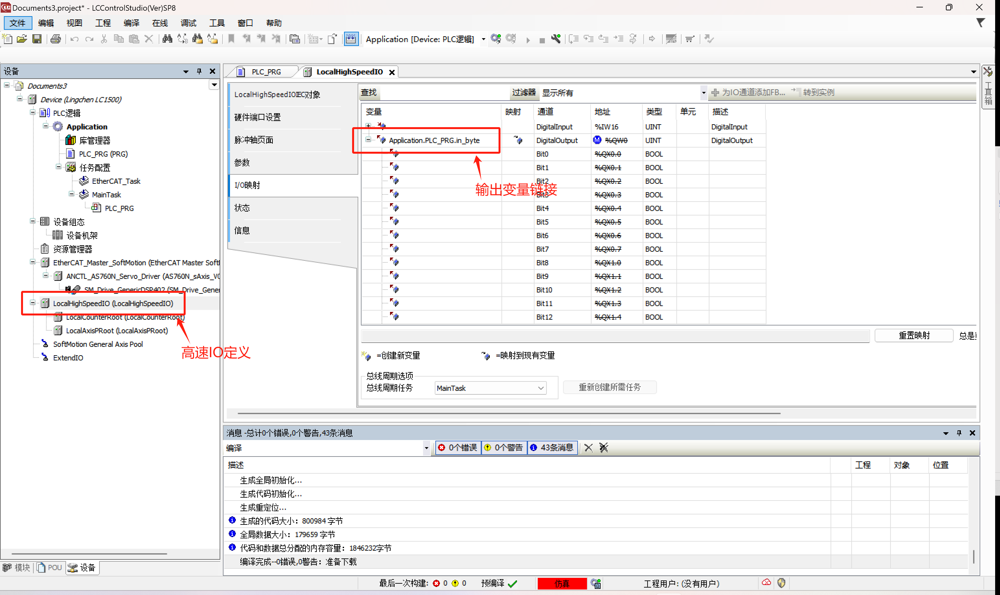 Documents3.project* - LCControlStudio(Ver)SP8
文件 编辑 视图 工程 编译 在线 调试 工具 窗口 帮助
Application [Device: PLC逻辑]
设备
Documents3
Device (Lingchen LC1500)
PLC逻辑
Application
库管理器
PLC_PRG (PRG)
任务配置
EtherCAT_Task
MainTask
PLC_PRG
设备组态
设备机架
资源管理器
EtherCAT_Master_SoftMotion (EtherCAT Master Soft
ANCTL_AS760N_Servo_Driver (AS760N_sAxis_V0
SM_Drive_GenericDSP402 (SM_Drive_Gener
LocalHighSpeedIO (LocalHighSpeedIO)
LocalCounterRoot (LocalCounterRoot)
LocalAxisPRoot (LocalAxisPRoot)
SoftMotion General Axis Pool
ExtendIO
高速IO定义
模块 POU 设备
PLC_PRG LocalHighSpeedIO
LocalHighSpeedIOIEC对象
硬件端口设置
脉冲轴页面
参数
I/O映射
状态
信息
查找 过滤器 显示所有 为IO通道添加FB... 转到实例
变量 映射 通道 地址 类型 单元 描述
DigitalInput %IW16 UINT DigitalInput
Application.PLC_PRG.in_byte DigitalOutput %QW0 UINT DigitalOutput
Bit0 %QX0.0 BOOL
Bit1 %QX0.1 BOOL
Bit2 %QX0.2 BOOL
输出变量链接
Bit3 %QX0.3 BOOL
Bit4 %QX0.4 BOOL
Bit5 %QX0.5 BOOL
Bit6 %QX0.6 BOOL
Bit7 %QX0.7 BOOL
Bit8 %QX1.0 BOOL
Bit9 %QX1.1 BOOL
Bit10 %QX1.2 BOOL
Bit11 %QX1.3 BOOL
Bit12 %QX1.4 BOOL
重置映射 总是
=创建新变量 =映射到现有变量
总线周期选项
总线周期任务 MainTask 重新创建所需任务
工具箱
消息 -总计0个错误,0个警告,43条消息
编译 0个错误 0个警告 43条消息
描述 工程 对象 位置
生成全局初始化...
生成代码初始化...
生成重定位...
生成的代码大小：800984 字节
全局数据大小：179659 字节
代码和数据总分配的内存容量：1846232字节
编译完成--0错误,0警告：准备下载
最后一次构建: 0 0 预编译 仿真 工程用户: (没有用户)